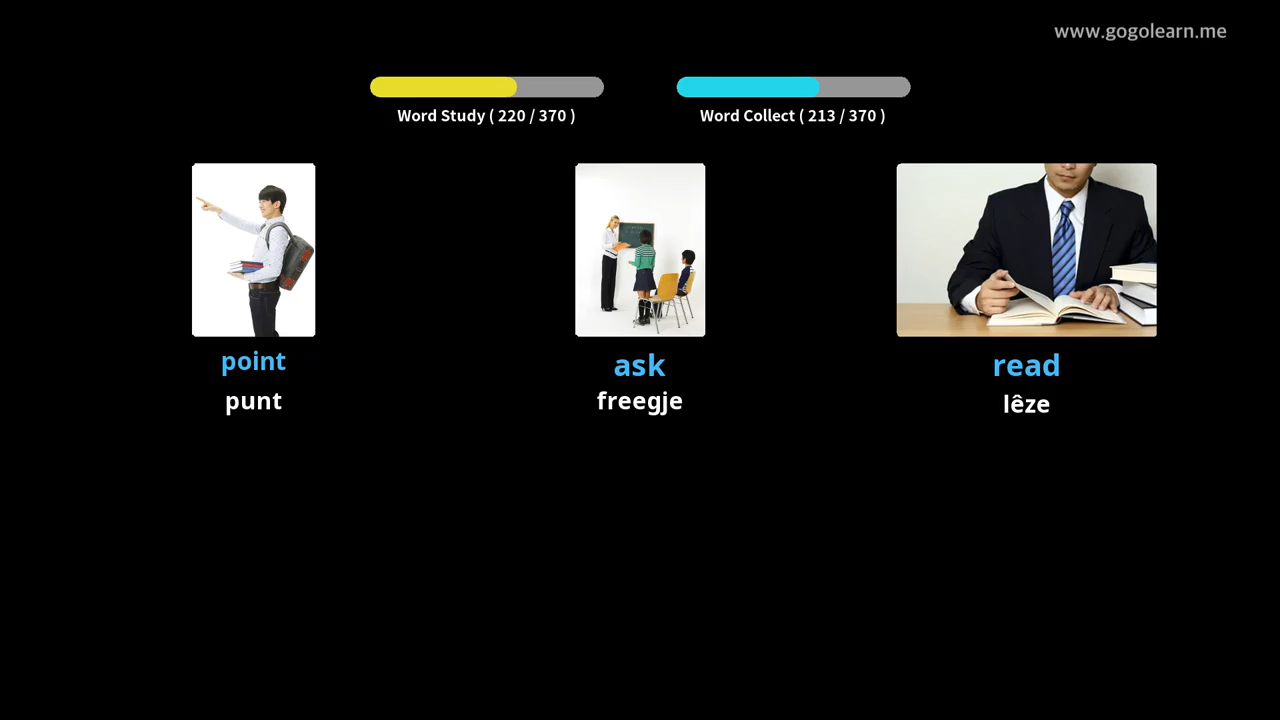 www.gogolearn.me
Word Study ( 220 / 370 )
Word Collect ( 213 / 370 )
point
punt
ask
freegje
read
lêze